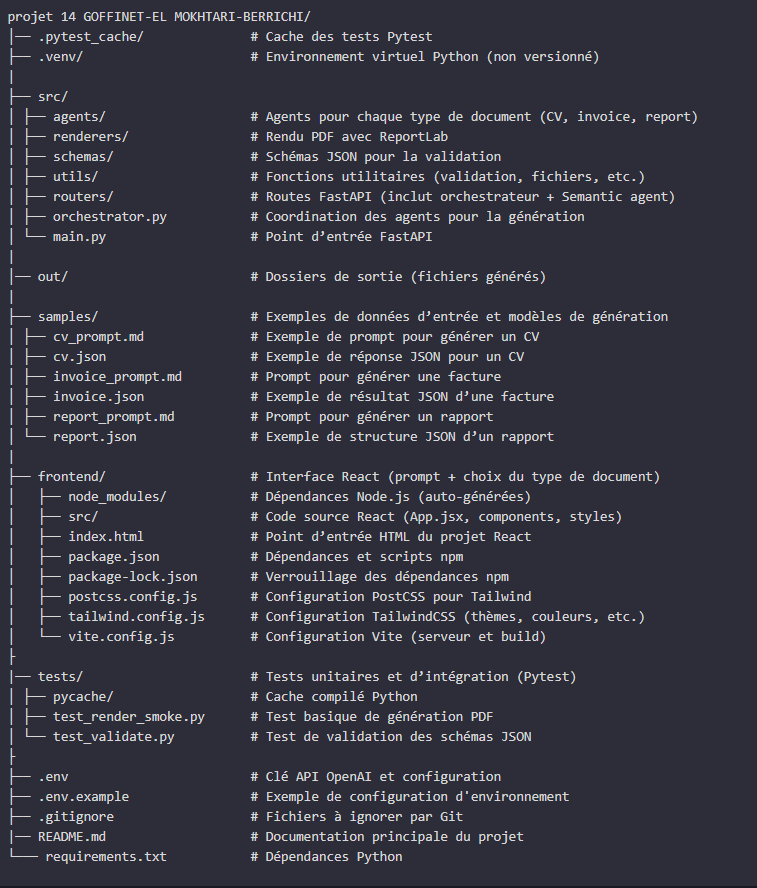 projet 14 GOFFINET-EL MOKHTARI-BERRICHI/
|── .pytest_cache/              # Cache des tests Pytest
├── .venv/                      # Environnement virtuel Python (non versionné)
|
├── src/
│ ├── agents/                   # Agents pour chaque type de document (CV, invoice, report)
│ ├── renderers/                # Rendu PDF avec ReportLab
│ ├── schemas/                  # Schémas JSON pour la validation
│ ├── utils/                    # Fonctions utilitaires (validation, fichiers, etc.)
│ ├── routers/                  # Routes FastAPI (inclut orchestrateur + Semantic agent)
│ ├── orchestrator.py           # Coordination des agents pour la génération
│ └── main.py                   # Point d’entrée FastAPI
|
|── out/                        # Dossiers de sortie (fichiers générés)
|
├── samples/                    # Exemples de données d’entrée et modèles de génération
│ ├── cv_prompt.md              # Exemple de prompt pour générer un CV
│ ├── cv.json                   # Exemple de réponse JSON pour un CV
│ ├── invoice_prompt.md         # Prompt pour générer une facture
│ ├── invoice.json              # Exemple de résultat JSON d’une facture
│ ├── report_prompt.md          # Prompt pour générer un rapport
│ └── report.json               # Exemple de structure JSON d’un rapport
|
├── frontend/                   # Interface React (prompt + choix du type de document)
│   ├── node_modules/           # Dépendances Node.js (auto-générées)
│   ├── src/                    # Code source React (App.jsx, components, styles)
│   ├── index.html              # Point d’entrée HTML du projet React
│   ├── package.json            # Dépendances et scripts npm
│   ├── package-lock.json       # Verrouillage des dépendances npm
│   ├── postcss.config.js       # Configuration PostCSS pour Tailwind
│   ├── tailwind.config.js      # Configuration TailwindCSS (thèmes, couleurs, etc.)
│   └── vite.config.js          # Configuration Vite (serveur et build)
├
|── tests/                      # Tests unitaires et d’intégration (Pytest)
│ ├── pycache/                  # Cache compilé Python
│ ├── test_render_smoke.py      # Test basique de génération PDF
│ └── test_validate.py          # Test de validation des schémas JSON
├
├── .env                        # Clé API OpenAI et configuration
├── .env.example                # Exemple de configuration d'environnement
├── .gitignore                  # Fichiers à ignorer par Git
|── README.md                   # Documentation principale du projet
└─── requirements.txt           # Dépendances Python